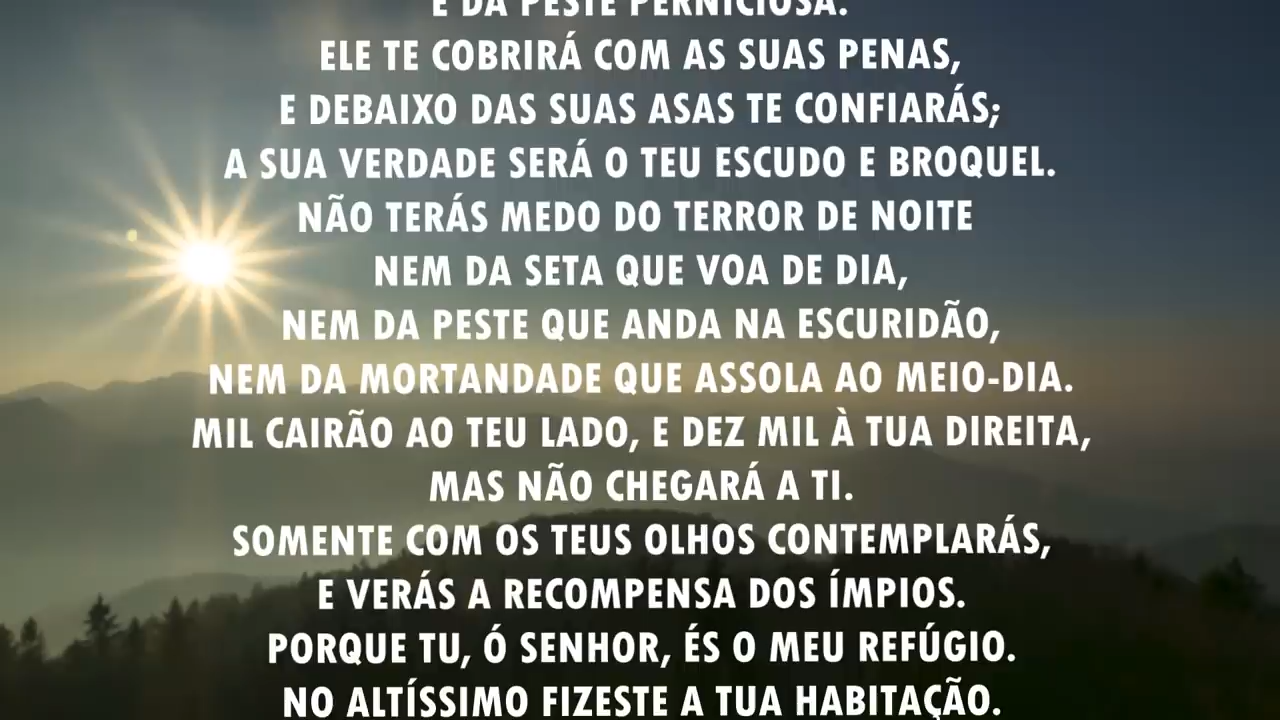 E DA PESTE PERNICIOSA.
ELE TE COBRIRÁ COM AS SUAS PENAS,
E DEBAIXO DAS SUAS ASAS TE CONFIARÁS;
A SUA VERDADE SERÁ O TEU ESCUDO E BROQUEL.
NÃO TERÁS MEDO DO TERROR DE NOITE
NEM DA SETA QUE VOA DE DIA,
NEM DA PESTE QUE ANDA NA ESCURIDÃO,
NEM DA MORTANDADE QUE ASSOLA AO MEIO-DIA.
MIL CAIRÃO AO TEU LADO, E DEZ MIL À TUA DIREITA,
MAS NÃO CHEGARÁ A TI.
SOMENTE COM OS TEUS OLHOS CONTEMPLARÁS,
E VERÁS A RECOMPENSA DOS ÍMPIOS.
PORQUE TU, Ó SENHOR, ÉS O MEU REFÚGIO.
NO ALTÍSSIMO FIZESTE A TUA HABITAÇÃO.